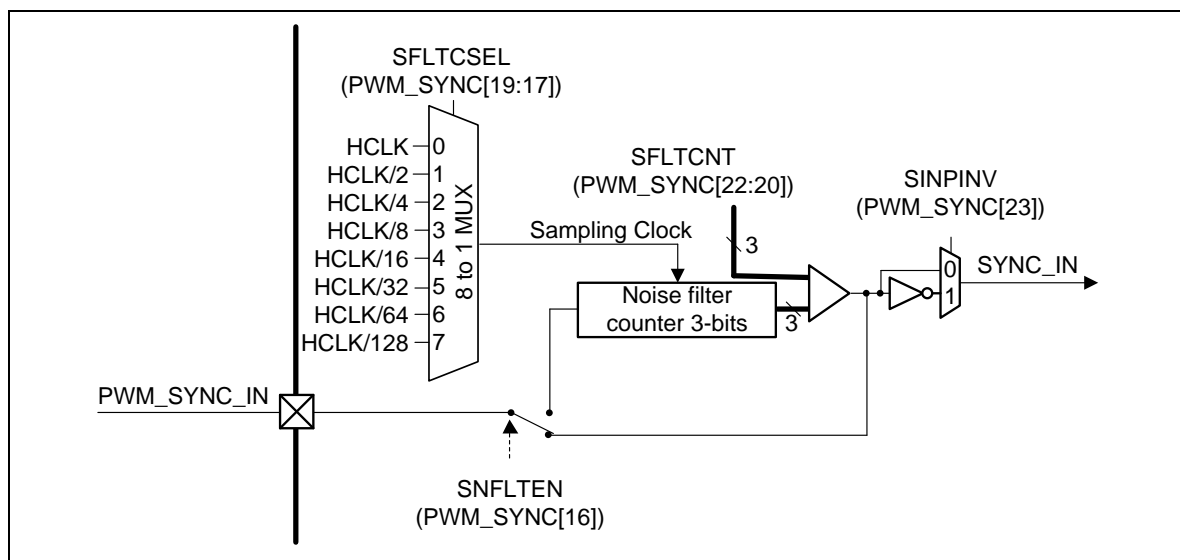 SFLTCSEL
(PWM_SYNC[19:17])
HCLK 0
HCLK/2 1
HCLK/4 2
HCLK/8 3
HCLK/16 4
HCLK/32 5
HCLK/64 6
HCLK/128 7
8 to 1 MUX
Sampling Clock
SFLTCNT
(PWM_SYNC[22:20])
3
Noise filter
counter 3-bits
3
SINPINV
(PWM_SYNC[23])
0
1
SYNC_IN
PWM_SYNC_IN
SNFLTEN
(PWM_SYNC[16])